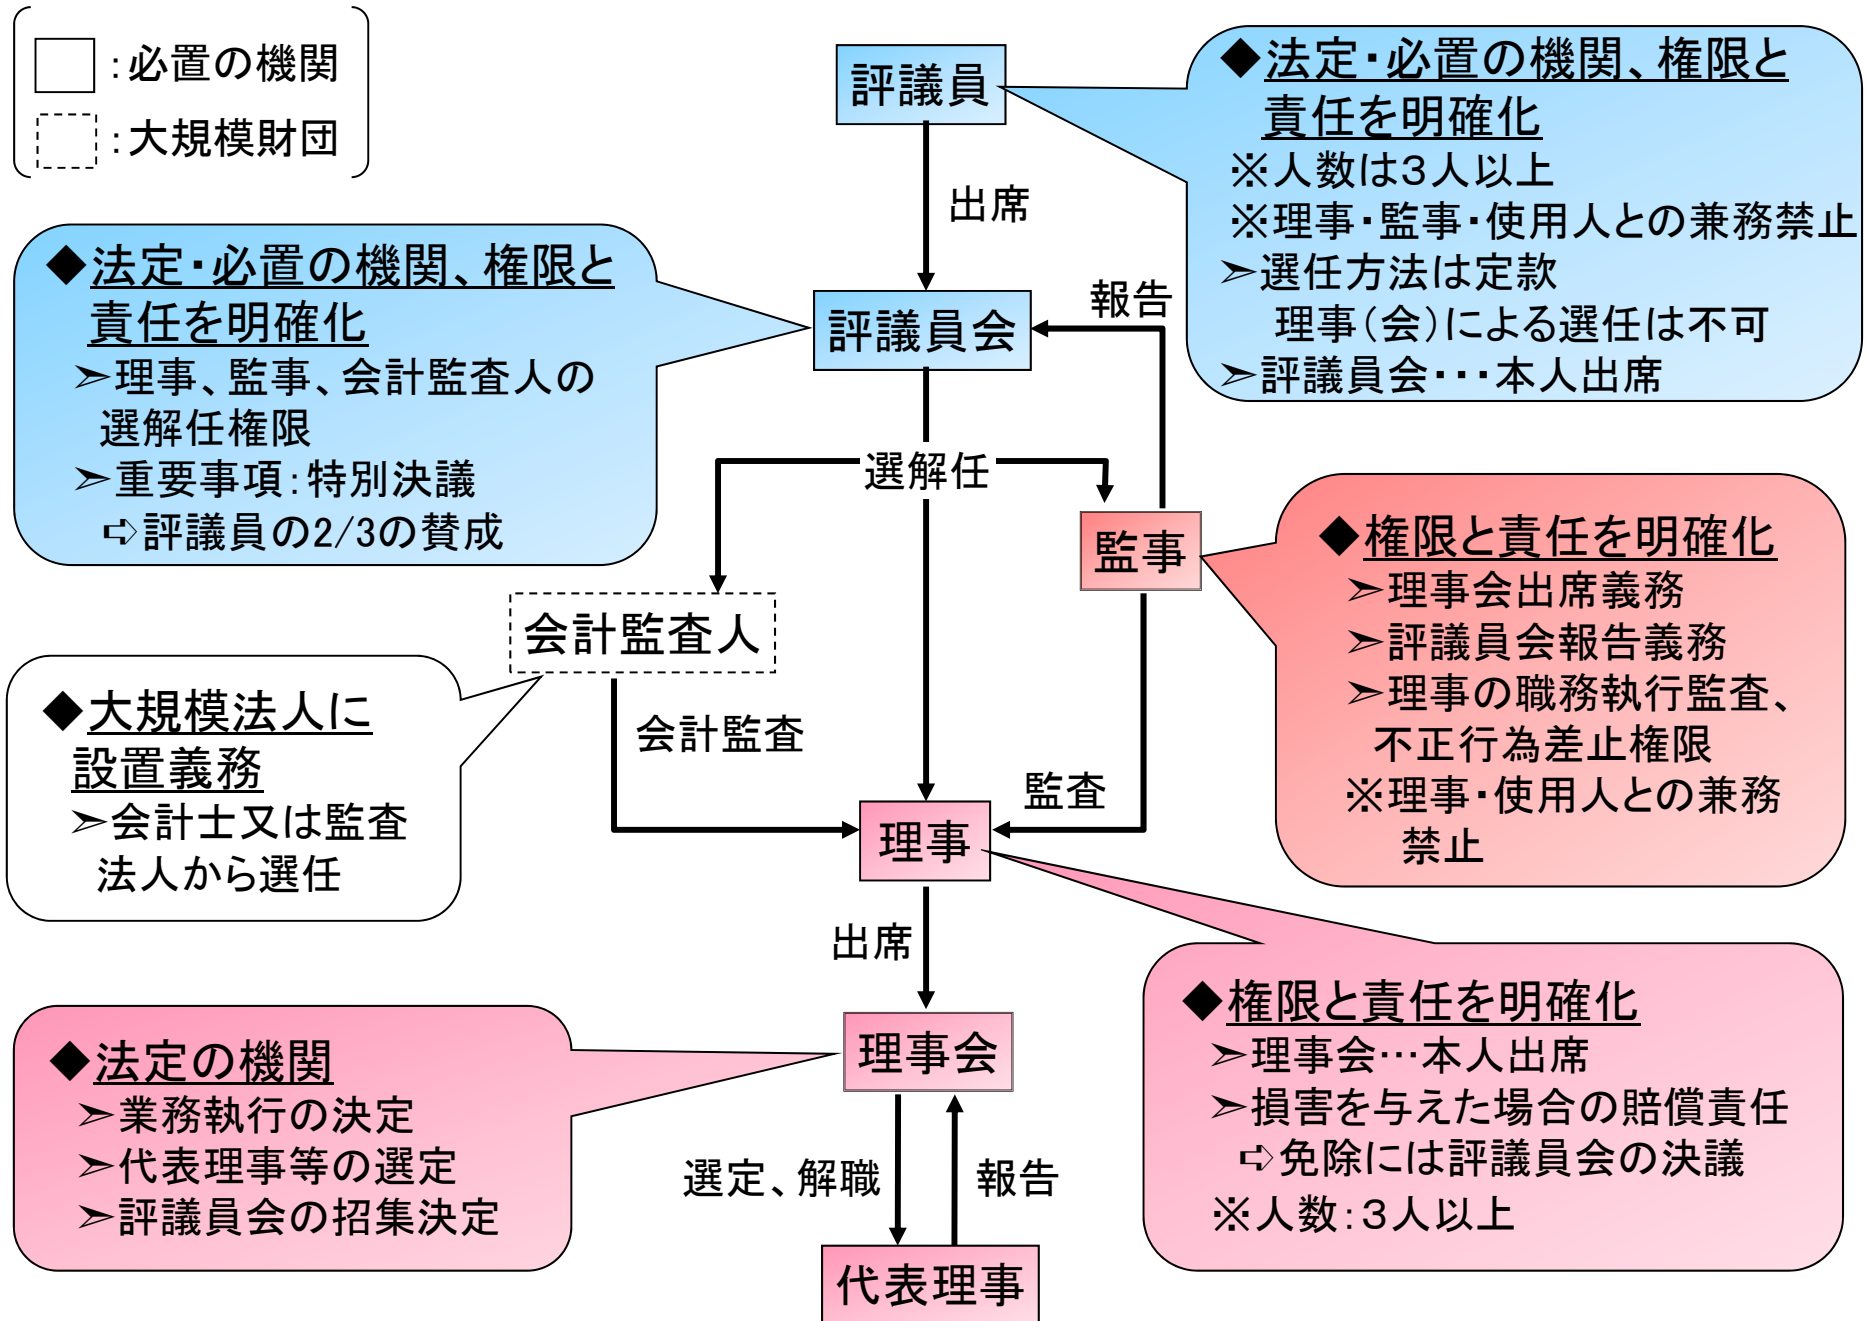 :必置の機関
:大規模財団
評議員
◆法定・必置の機関、権限と
責任を明確化
※人数は3人以上
※理事・監事・使用人との兼務禁止
➢選任方法は定款
理事(会)による選任は不可
➢評議員会・・・本人出席
出席
◆法定・必置の機関、権限と
責任を明確化
➢理事、監事、会計監査人の
選解任権限
➢重要事項:特別決議
➪評議員の2/3の賛成
評議員会
報告
選解任
監事
◆権限と責任を明確化
➢理事会出席義務
➢評議員会報告義務
➢理事の職務執行監査、
不正行為差止権限
※理事・使用人との兼務
禁止
会計監査人
◆大規模法人に
設置義務
➢会計士又は監査
法人から選任
会計監査
監査
理事
出席
◆権限と責任を明確化
➢理事会…本人出席
➢損害を与えた場合の賠償責任
➪免除には評議員会の決議
※人数:3人以上
理事会
◆法定の機関
➢業務執行の決定
➢代表理事等の選定
➢評議員会の招集決定
選定、解職
報告
代表理事